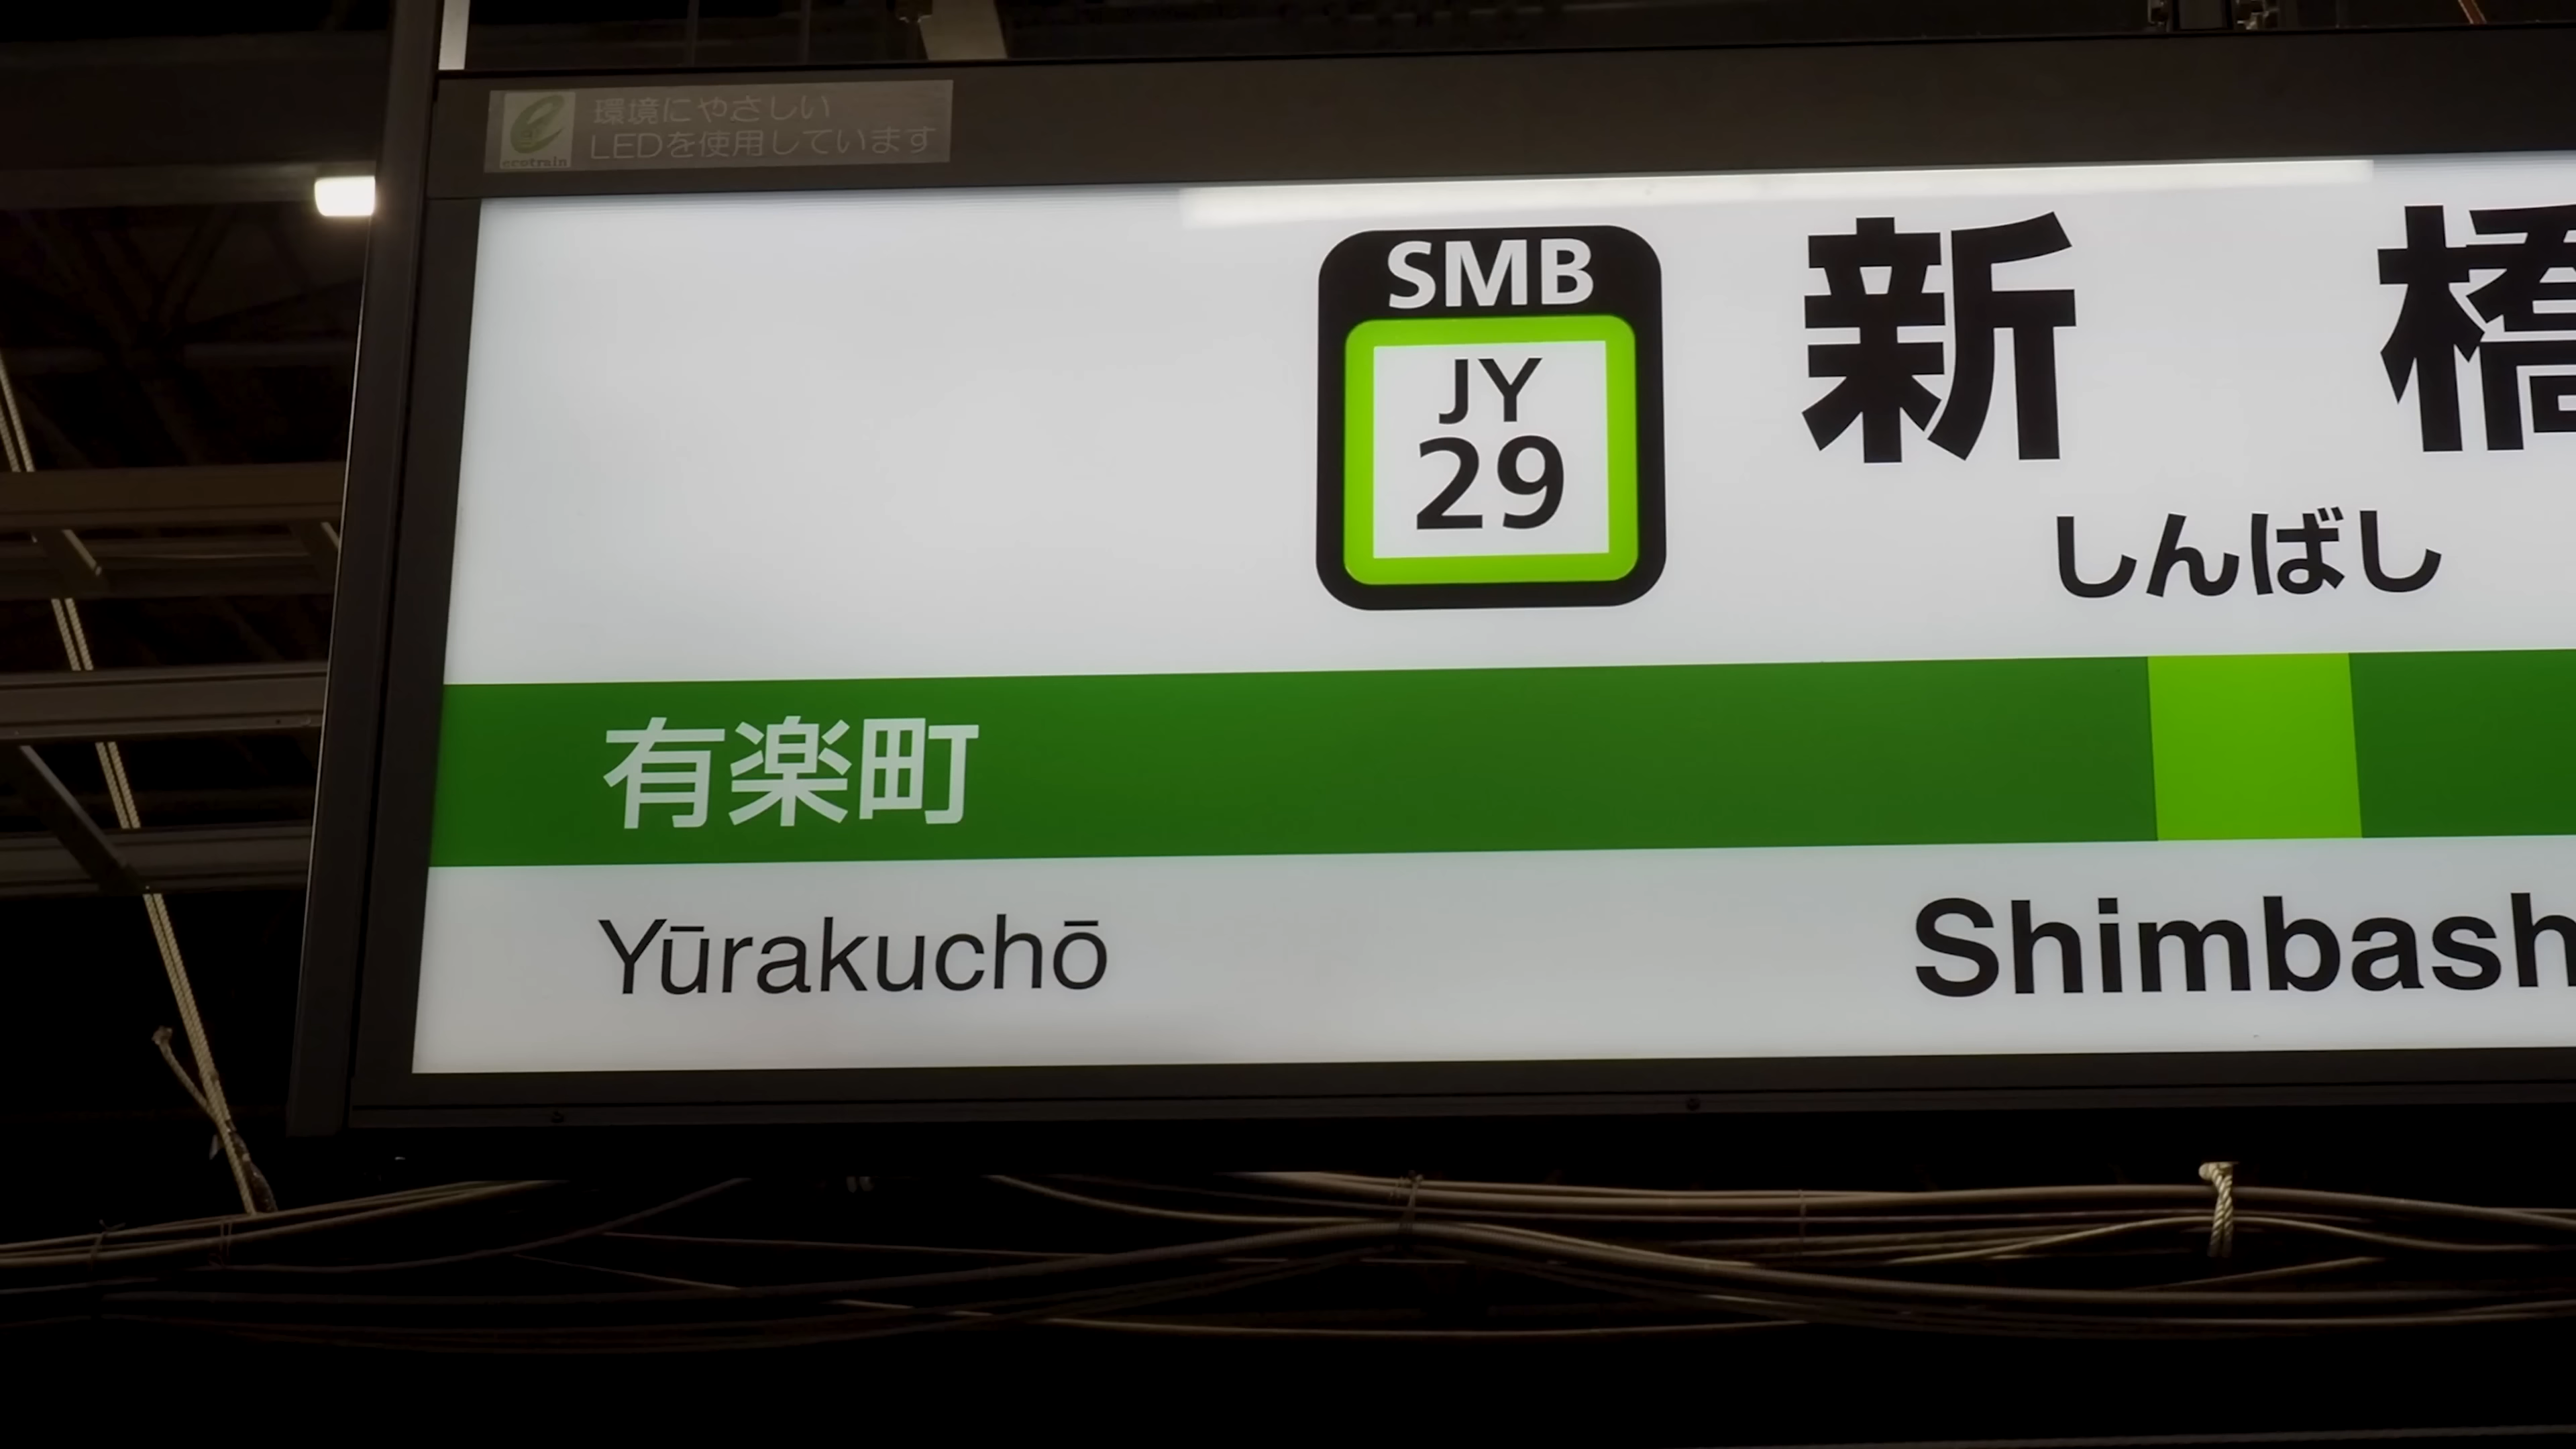 環境にやさしい
LEDを使用しています
ecotrain
SMB
JY
29
新橋
しんばし
有楽町
Yūrakuchō
Shimbash